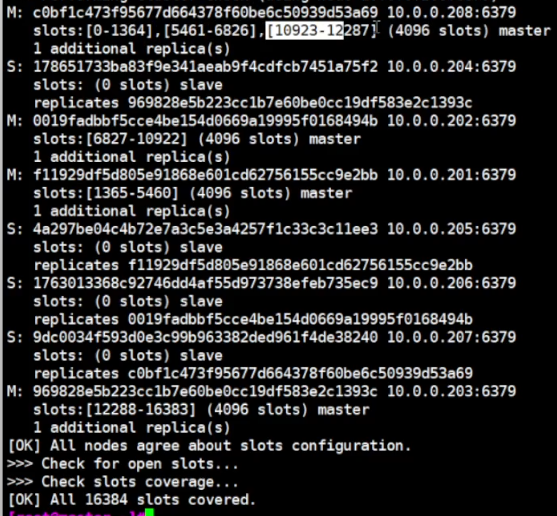 M: c0bf1c473f95677d664378f60be6c50939d53a69 10.0.0.208:6379
slots:[0-1364],[5461-6826],[10923-12287] (4096 slots) master
1 additional replica(s)
S: 178651733ba83f9e341aeab9f4cdfcb7451a75f2 10.0.0.204:6379
slots: (0 slots) slave
replicates 969828e5b223cc1b7e60be0cc19df583e2c1393c
M: 0019fadbbf5cce4be154d0669a19995f0168494b 10.0.0.202:6379
slots:[6827-10922] (4096 slots) master
1 additional replica(s)
M: f11929df5d805e91868e601cd62756155cc9e2bb 10.0.0.201:6379
slots:[1365-5460] (4096 slots) master
1 additional replica(s)
S: 4a297be04c4b72e7a3c5e3a4257f1c33c3c11ee3 10.0.0.205:6379
slots: (0 slots) slave
replicates f11929df5d805e91868e601cd62756155cc9e2bb
S: 1763013368c92746dd4af55d973738efeb735ec9 10.0.0.206:6379
slots: (0 slots) slave
replicates 0019fadbbf5cce4be154d0669a19995f0168494b
S: 9dc0034f593d0e3c99b963382ded961f4de38240 10.0.0.207:6379
slots: (0 slots) slave
replicates c0bf1c473f95677d664378f60be6c50939d53a69
M: 969828e5b223cc1b7e60be0cc19df583e2c1393c 10.0.0.203:6379
slots:[12288-16383] (4096 slots) master
1 additional replica(s)
[OK] All nodes agree about slots configuration.
>>> Check for open slots...
>>> Check slots coverage...
[OK] All 16384 slots covered.